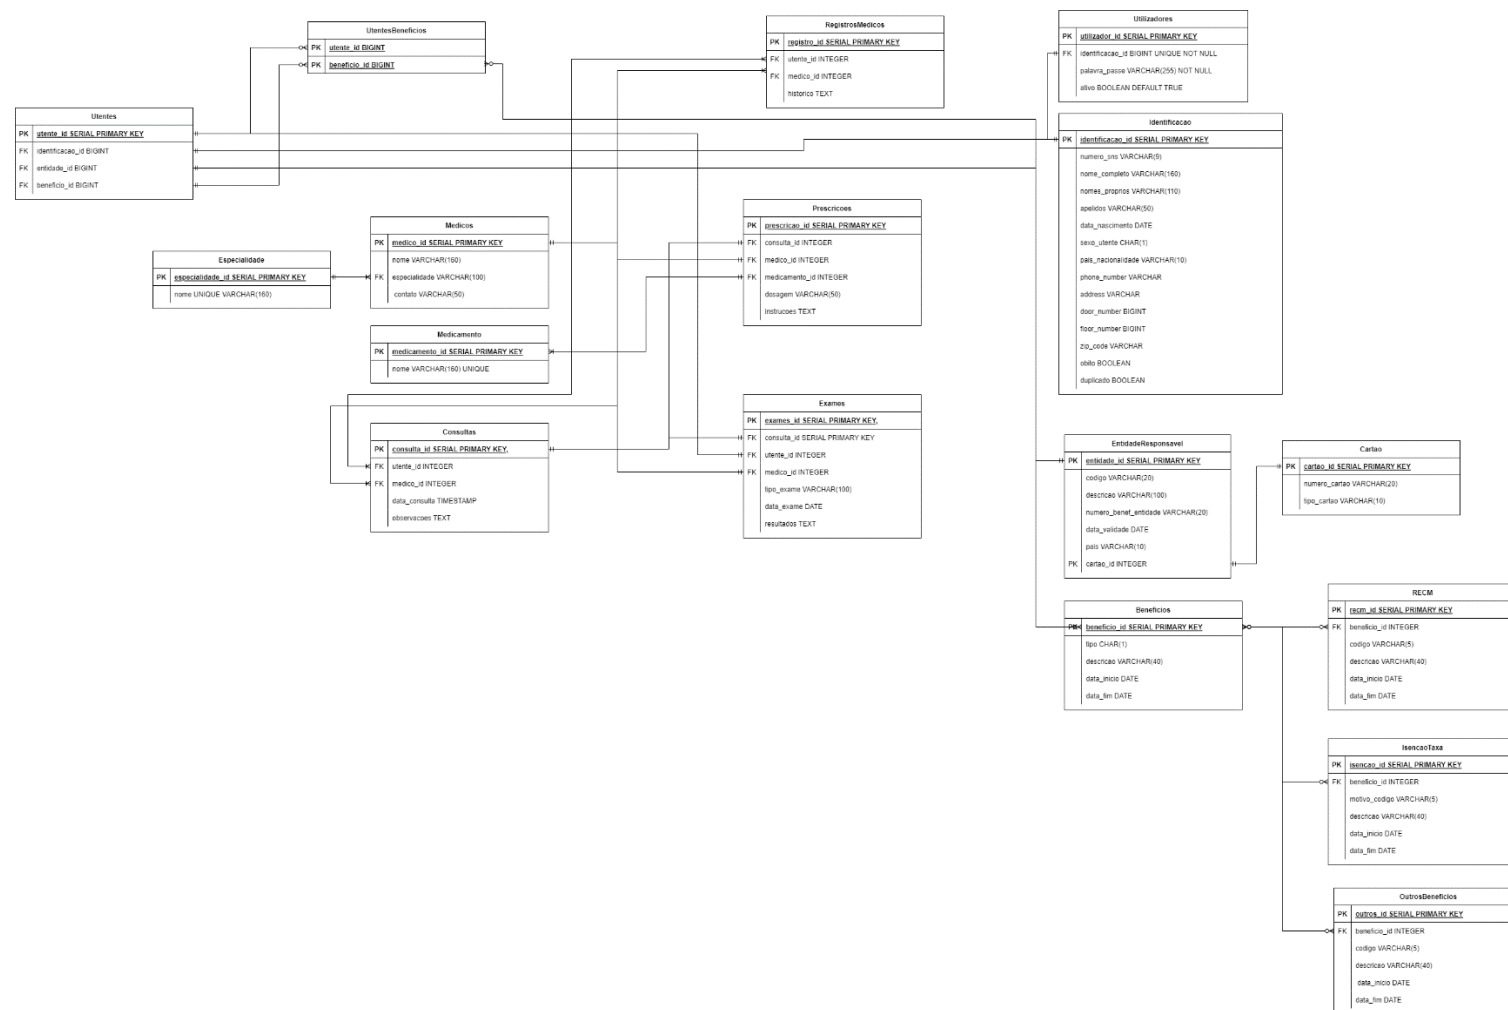 UtentesBeneficios
PK utente_id BIGINT
PK beneficio_id BIGINT
RegistrosMedicos
PK registro_id SERIAL PRIMARY KEY
FK utente_id INTEGER
FK medico_id INTEGER
historico TEXT
Utilizadores
PK utilizador_id SERIAL PRIMARY KEY
FK identificacao_id BIGINT UNIQUE NOT NULL
palavra_passe VARCHAR(255) NOT NULL
ativo BOOLEAN DEFAULT TRUE
Utentes
PK utente_id SERIAL PRIMARY KEY
FK identificacao_id BIGINT
FK entidade_id BIGINT
FK beneficio_id BIGINT
Identificacao
PK identificacao_id SERIAL PRIMARY KEY
numero_sns VARCHAR(9)
nome_completo VARCHAR(160)
nomes_proprios VARCHAR(110)
apelidos VARCHAR(50)
data_nascimento DATE
sexo_utente CHAR(1)
pais_nacionalidade VARCHAR(10)
phone_number VARCHAR
address VARCHAR
door_number BIGINT
floor_number BIGINT
zip_code VARCHAR
obito BOOLEAN
duplicado BOOLEAN
Medicos
PK medico_id SERIAL PRIMARY KEY
nome VARCHAR(160)
FK especialidade VARCHAR(100)
contato VARCHAR(50)
Prescricoes
PK prescricao_id SERIAL PRIMARY KEY
FK consulta_id INTEGER
FK medico_id INTEGER
FK medicamento_id INTEGER
dosagem VARCHAR(50)
instrucoes TEXT
Especialidade
PK especialidade_id SERIAL PRIMARY KEY
nome UNIQUE VARCHAR(160)
Medicamento
PK medicamento_id SERIAL PRIMARY KEY
nome VARCHAR(160) UNIQUE
Consultas
PK consulta_id SERIAL PRIMARY KEY,
FK utente_id INTEGER
FK medico_id INTEGER
data_consulta TIMESTAMP
observacoes TEXT
Exames
PK exames_id SERIAL PRIMARY KEY,
FK consulta_id SERIAL PRIMARY KEY
FK utente_id INTEGER
FK medico_id INTEGER
tipo_exame VARCHAR(100)
data_exame DATE
resultados TEXT
EntidadeResponsavel
PK entidade_id SERIAL PRIMARY KEY
codigo VARCHAR(20)
descricao VARCHAR(100)
numero_benef_entidade VARCHAR(20)
data_validade DATE
pais VARCHAR(10)
PK cartao_id INTEGER
Cartao
PK cartao_id SERIAL PRIMARY KEY
numero_cartao VARCHAR(20)
tipo_cartao VARCHAR(10)
Beneficios
PK beneficio_id SERIAL PRIMARY KEY
tipo CHAR(1)
descricao VARCHAR(40)
data_inicio DATE
data_fim DATE
RECM
PK recm_id SERIAL PRIMARY KEY
FK beneficio_id INTEGER
codigo VARCHAR(5)
descricao VARCHAR(40)
data_inicio DATE
data_fim DATE
IsencaoTaxa
PK isencao_id SERIAL PRIMARY KEY
FK beneficio_id INTEGER
motivo_codigo VARCHAR(5)
descricao VARCHAR(40)
data_inicio DATE
data_fim DATE
OutrosBeneficios
PK outros_id SERIAL PRIMARY KEY
FK beneficio_id INTEGER
codigo VARCHAR(5)
descricao VARCHAR(40)
data_inicio DATE
data_fim DATE